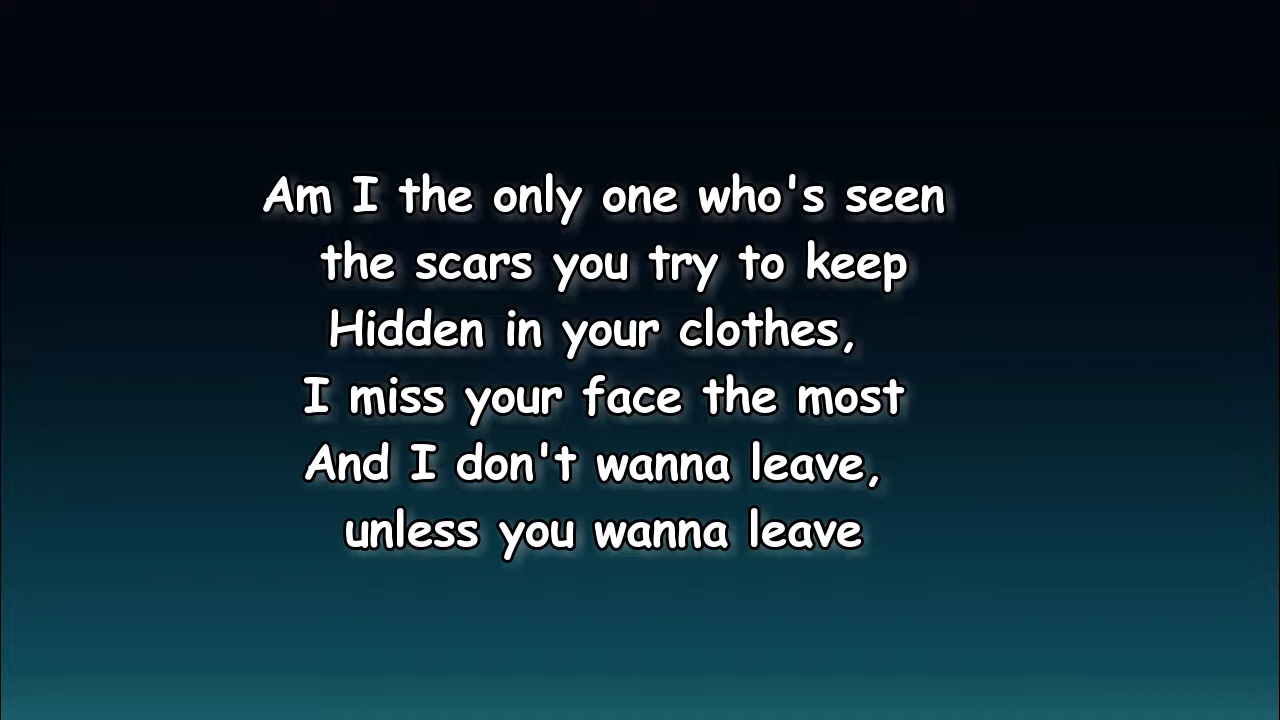 Am I the only one who's seen
the scars you try to keep
Hidden in your clothes,
I miss your face the most
And I don't wanna leave,
unless you wanna leave